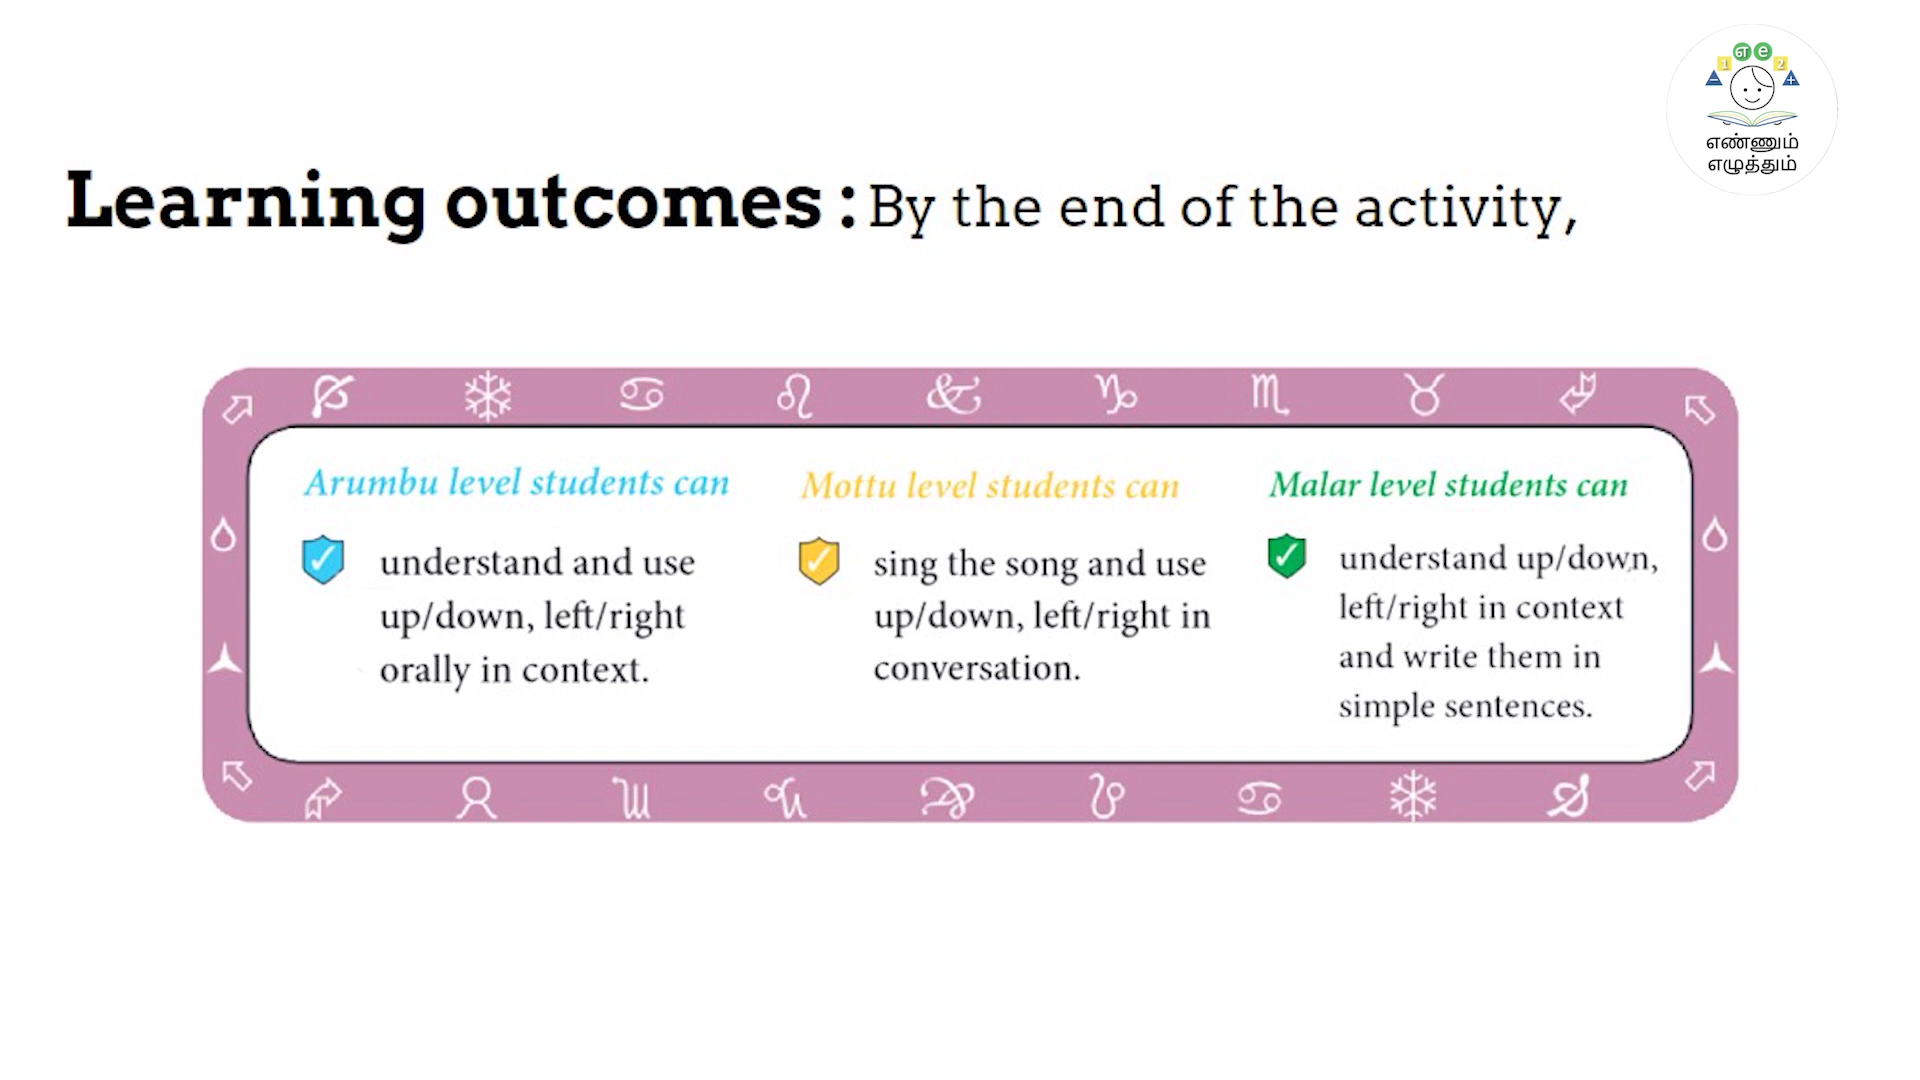 எ e
1 2
− +
எண்ணும்
எழுத்தும்
Learning outcomes : By the end of the activity,
Arumbu level students can
understand and use
up/down, left/right
orally in context.
Mottu level students can
sing the song and use
up/down, left/right in
conversation.
Malar level students can
understand up/down,
left/right in context
and write them in
simple sentences.